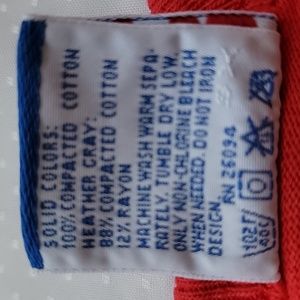 SOLID COLORS:
100% COMPACTED COTTON
HEATHER GRAY:
88% COMPACTED COTTON
12% RAYON
MACHINE WASH WARM SEPA-
RATELY, TUMBLE DRY LOW.
ONLY NON-CHLORINE BLEACH
WHEN NEEDED. DO NOT IRON
DESIGN.
RN 26094